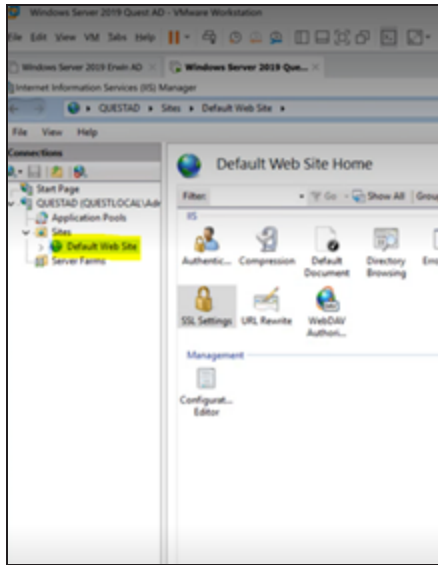 Windows Server 2019 Quest AD - VMware Workstation
File Edit View VM Tabs Help
Windows Server 2019 Erwin AD
Windows Server 2019 Que...
Internet Information Services (IIS) Manager
QUESTAD Sites Default Web Site
File View Help
Connections
Start Page
QUESTAD (QUESTLOCAL\Adr
Application Pools
Sites
Default Web Site
Server Farms
Default Web Site Home
Filter: Go Show All Group
IIS
Authentic... Compression Default Document Directory Browsing
SSL Settings URL Rewrite WebDAV Authori...
Management
Configurat... Editor